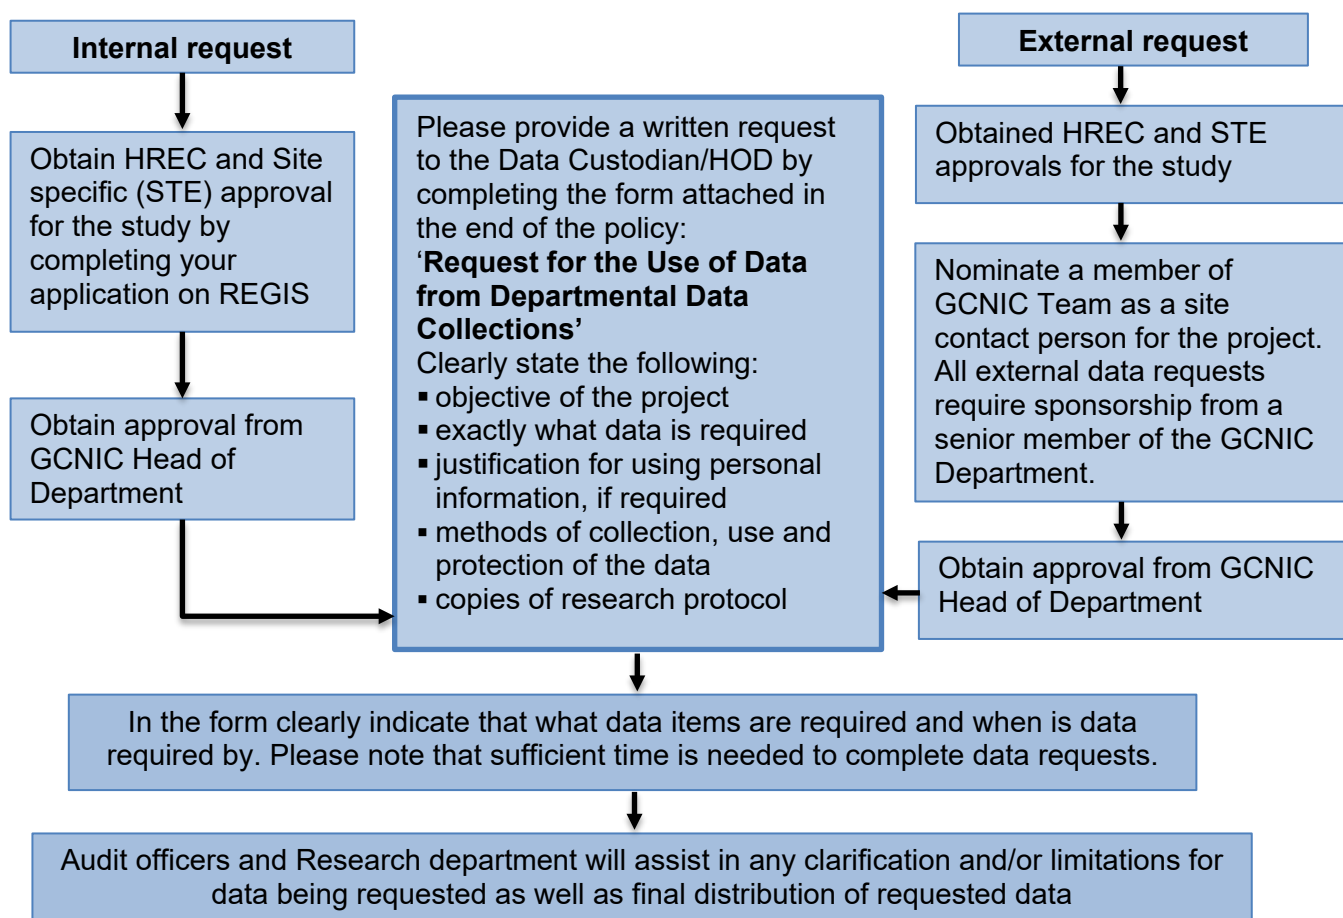 Internal request
Obtain HREC and Site
specific (STE) approval
for the study by
completing your
application on REGIS
Obtain approval from
GCNIC Head of
Department
Please provide a written request
to the Data Custodian/HOD by
completing the form attached in
the end of the policy:
‘Request for the Use of Data
from Departmental Data
Collections’
Clearly state the following:
▪ objective of the project
▪ exactly what data is required
▪ justification for using personal
information, if required
▪ methods of collection, use and
protection of the data
▪ copies of research protocol
External request
Obtained HREC and STE
approvals for the study
Nominate a member of
GCNIC Team as a site
contact person for the project.
All external data requests
require sponsorship from a
senior member of the GCNIC
Department.
Obtain approval from GCNIC
Head of Department
In the form clearly indicate that what data items are required and when is data
required by. Please note that sufficient time is needed to complete data requests.
Audit officers and Research department will assist in any clarification and/or limitations for
data being requested as well as final distribution of requested data